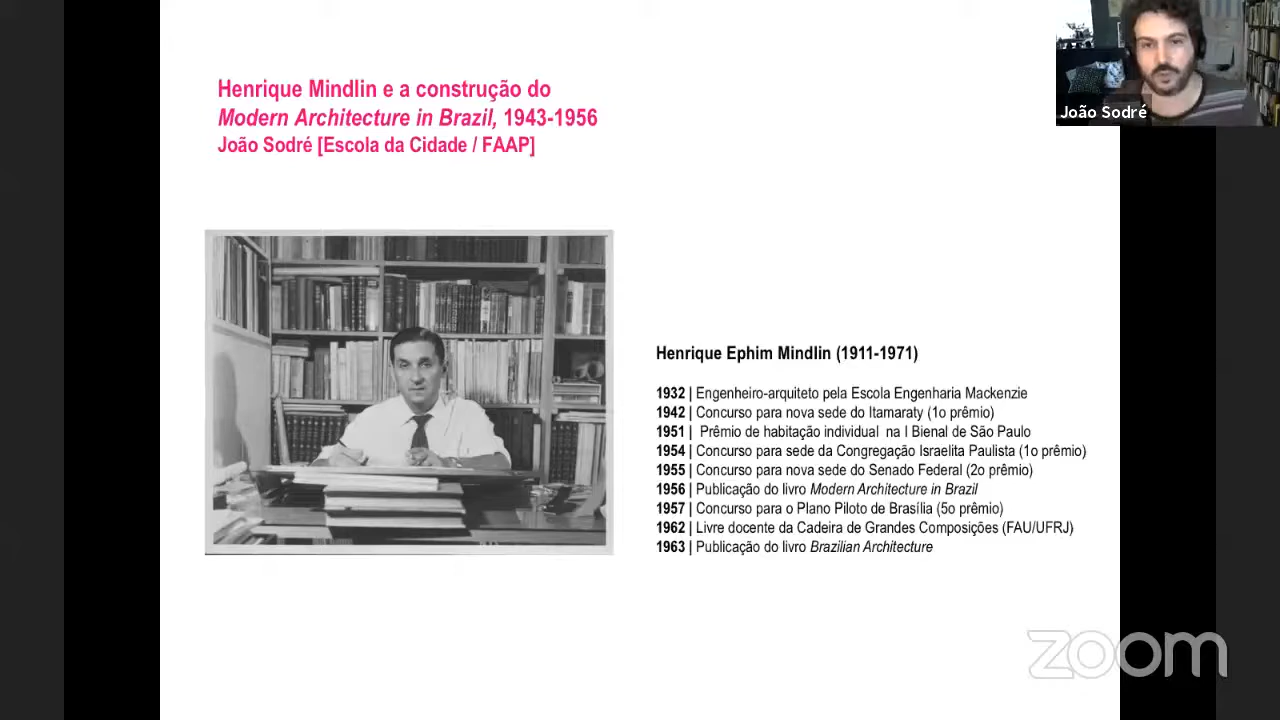 Henrique Mindlin e a construção do
Modern Architecture in Brazil, 1943-1956
João Sodré [Escola da Cidade / FAAP]
João Sodré
Henrique Ephim Mindlin (1911-1971)
1932 | Engenheiro-arquiteto pela Escola Engenharia Mackenzie
1942 | Concurso para nova sede do Itamaraty (1o prêmio)
1951 | Prêmio de habitação individual na I Bienal de São Paulo
1954 | Concurso para sede da Congregação Israelita Paulista (1o prêmio)
1955 | Concurso para nova sede do Senado Federal (2o prêmio)
1956 | Publicação do livro Modern Architecture in Brazil
1957 | Concurso para o Plano Piloto de Brasília (5o prêmio)
1962 | Livre docente da Cadeira de Grandes Composições (FAU/UFRJ)
1963 | Publicação do livro Brazilian Architecture
zoom